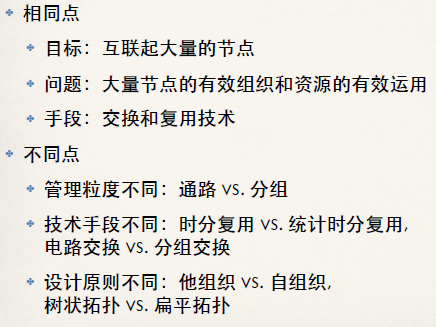 相同点
目标：互联起大量的节点
问题：大量节点的有效组织和资源的有效运用
手段：交换和复用技术
不同点
管理粒度不同：通路 vs. 分组
技术手段不同：时分复用 vs. 统计时分复用,
电路交换 vs. 分组交换
设计原则不同：他组织 vs. 自组织,
树状拓扑 vs. 扁平拓扑